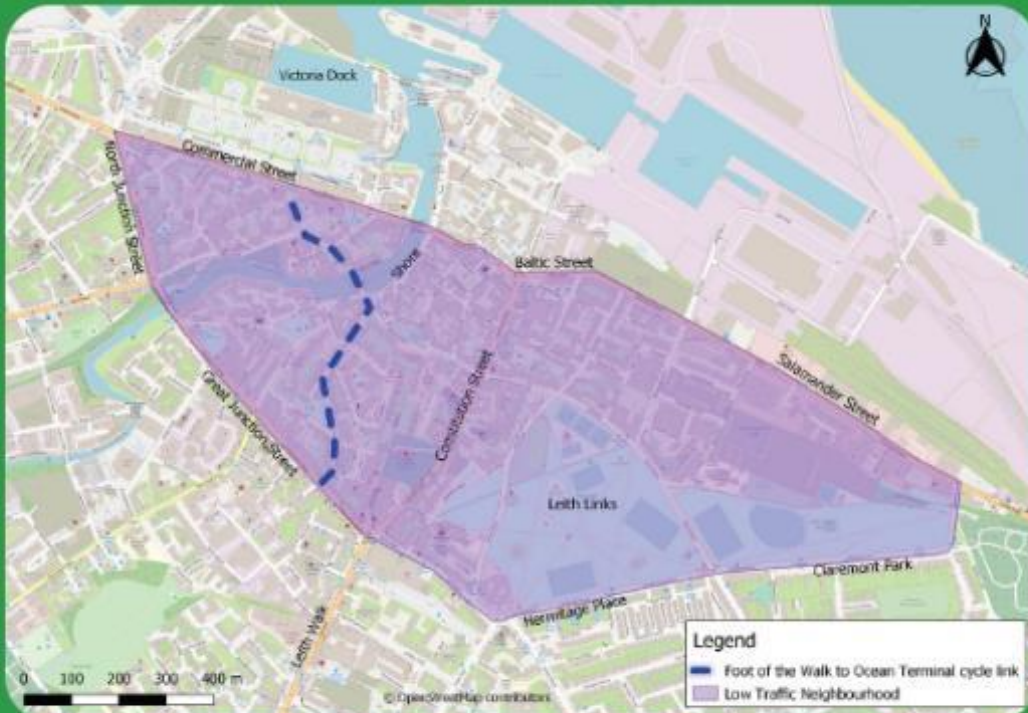 N
Victoria Dock
Commercial Street
North Junction Street
Shore
Baltic Street
Great Junction Street
Constitution Street
Salamander Street
Leith Links
Claremont Park
Hermitage Place
Leith Walk
Legend
Foot of the Walk to Ocean Terminal cycle link
Low Traffic Neighbourhood
0 100 200 300 400 m
© OpenStreetMap contributors